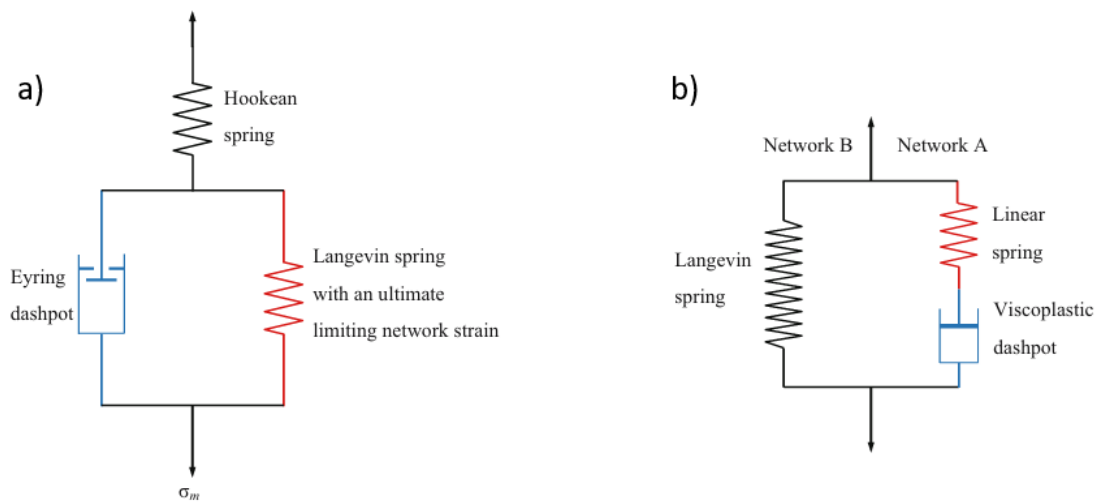 a)
Hookean
spring
Eyring
dashpot
Langevin spring
with an ultimate
limiting network strain
σm
b)
Network B
Network A
Langevin
spring
Linear
spring
Viscoplastic
dashpot